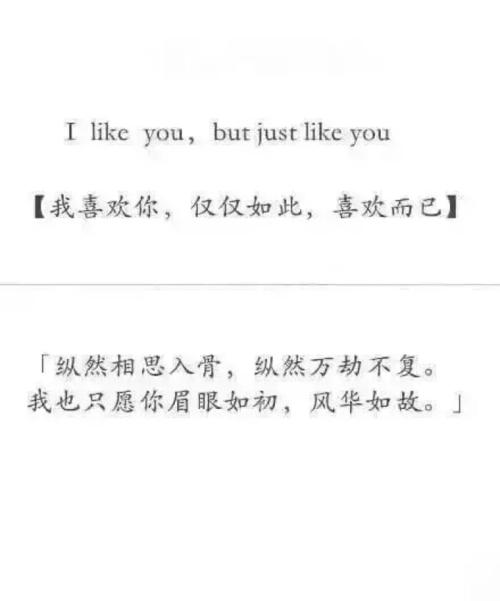 I like you, but just like you
【我喜欢你，仅仅如此，喜欢而已】
「纵然相思入骨，纵然万劫不复。
我也只愿你眉眼如初，风华如故。」